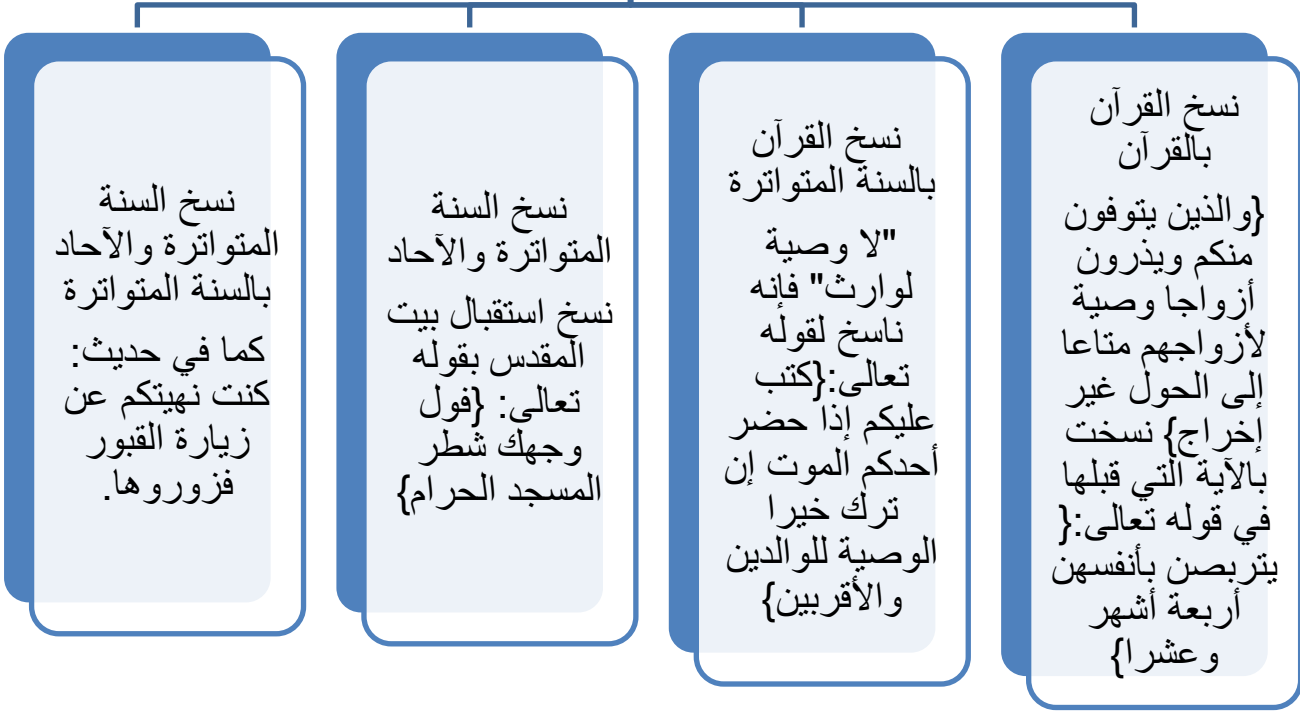 نسخ القرآن
بالقرآن
{والذين يتوفون
منكم ويذرون
أزواجا وصية
لأزواجهم متاعا
إلى الحول غير
إخراج} نسخت
بالآية التي قبلها
في قوله تعالى:{
يتربصن بأنفسهن
أربعة أشهر
وعشرا}
نسخ القرآن
بالسنة المتواترة
"لا وصية
لوارث" فإنه
ناسخ لقوله
تعالى:{كتب
عليكم إذا حضر
أحدكم الموت إن
ترك خيرا
الوصية للوالدين
والأقربين}
نسخ السنة
المتواترة والآحاد
نسخ استقبال بيت
المقدس بقوله
تعالى: {فول
وجهك شطر
المسجد الحرام}
نسخ السنة
المتواترة والآحاد
بالسنة المتواترة
كما في حديث:
كنت نهيتكم عن
زيارة القبور
فزوروها.